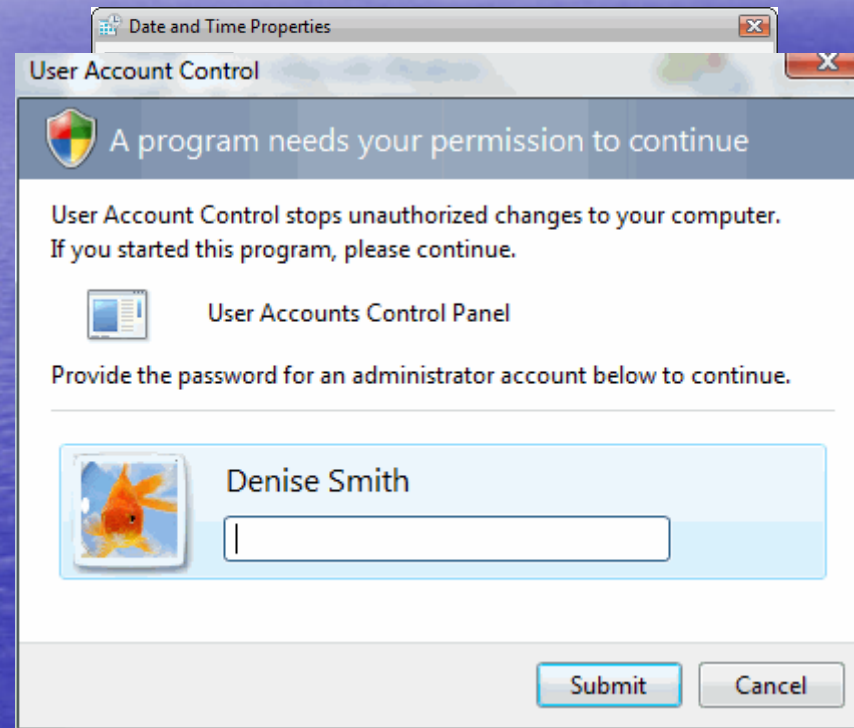 Date and Time Properties
User Account Control
A program needs your permission to continue
User Account Control stops unauthorized changes to your computer.
If you started this program, please continue.
User Accounts Control Panel
Provide the password for an administrator account below to continue.
Denise Smith
Submit Cancel